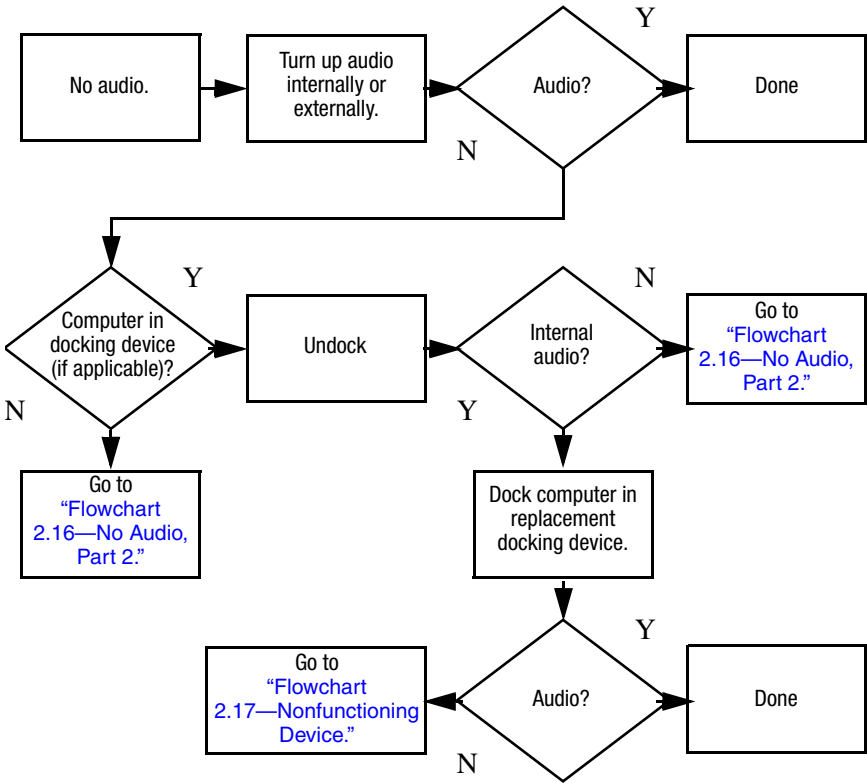 Y
No audio.
Turn up audio
internally or
externally.
Audio?
Done
N
Y
N
Computer in
docking device
(if applicable)?
Undock
Internal
audio?
Go to
“Flowchart
2.16—No Audio,
Part 2.”
N
Y
Go to
“Flowchart
2.16—No Audio,
Part 2.”
Dock computer in
replacement
docking device.
Y
Go to
“Flowchart
2.17—Nonfunctioning
Device.”
Audio?
Done
N